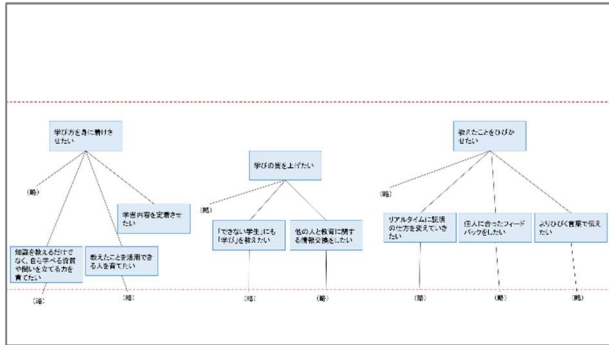 学び方を身に着けさ
せたい
教えたことをひびか
せたい
学びの質を上げたい
(略)
(略)
(略)
学習内容を定着させ
たい
「できない学生」にも
「学び」を教えたい
他の人と教育に関す
る情報交換をしたい
リアルタイムに説明
の仕方を変えていき
たい
個人に合ったフィード
バックをしたい
よりひびく言葉で伝え
たい
知識を教えるだけで
なく、自ら学べる資質
や問いを立てる力を
育てたい
教えたことを活用でき
る人を育てたい
(略)
(略)
(略)
(略)
(略)
(略)
(略)